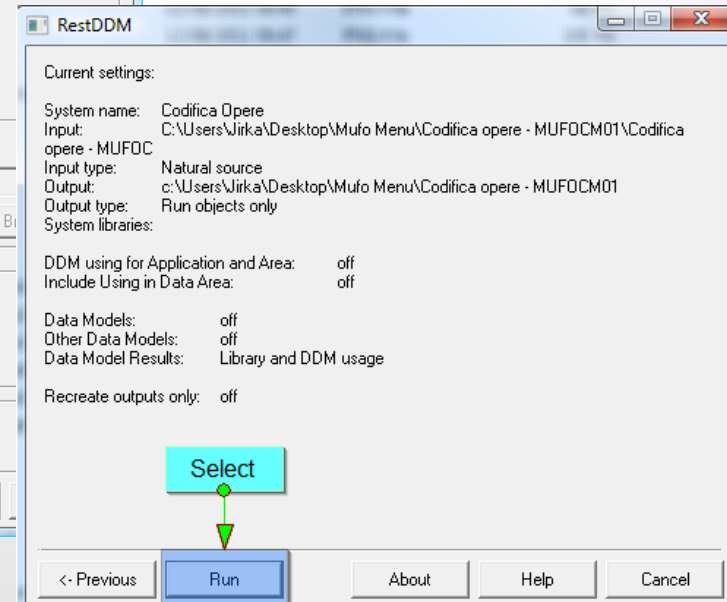 RestDDM
Current settings:
System name: Codifica Opere
Input: C:\Users\Jirka\Desktop\Mufo Menu\Codifica opere - MUFOCM01\Codifica
opere - MUFOC
Input type: Natural source
Output: c:\Users\Jirka\Desktop\Mufo Menu\Codifica opere - MUFOCM01
Output type: Run objects only
System libraries:
DDM using for Application and Area: off
Include Using in Data Area: off
Data Models: off
Other Data Models: off
Data Model Results: Library and DDM usage
Recreate outputs only: off
Select
<- Previous Run About Help Cancel